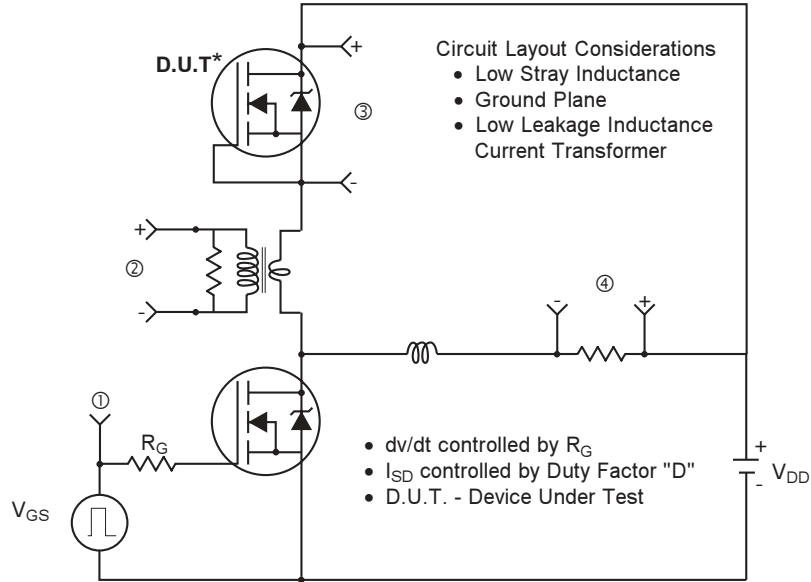 D.U.T*
+
③
-
Circuit Layout Considerations
• Low Stray Inductance
• Ground Plane
• Low Leakage Inductance
Current Transformer
+
②
-
④
-
+
①
R_G
V_GS
• dv/dt controlled by R_G
• I_SD controlled by Duty Factor "D"
• D.U.T. - Device Under Test
+
V_DD
-